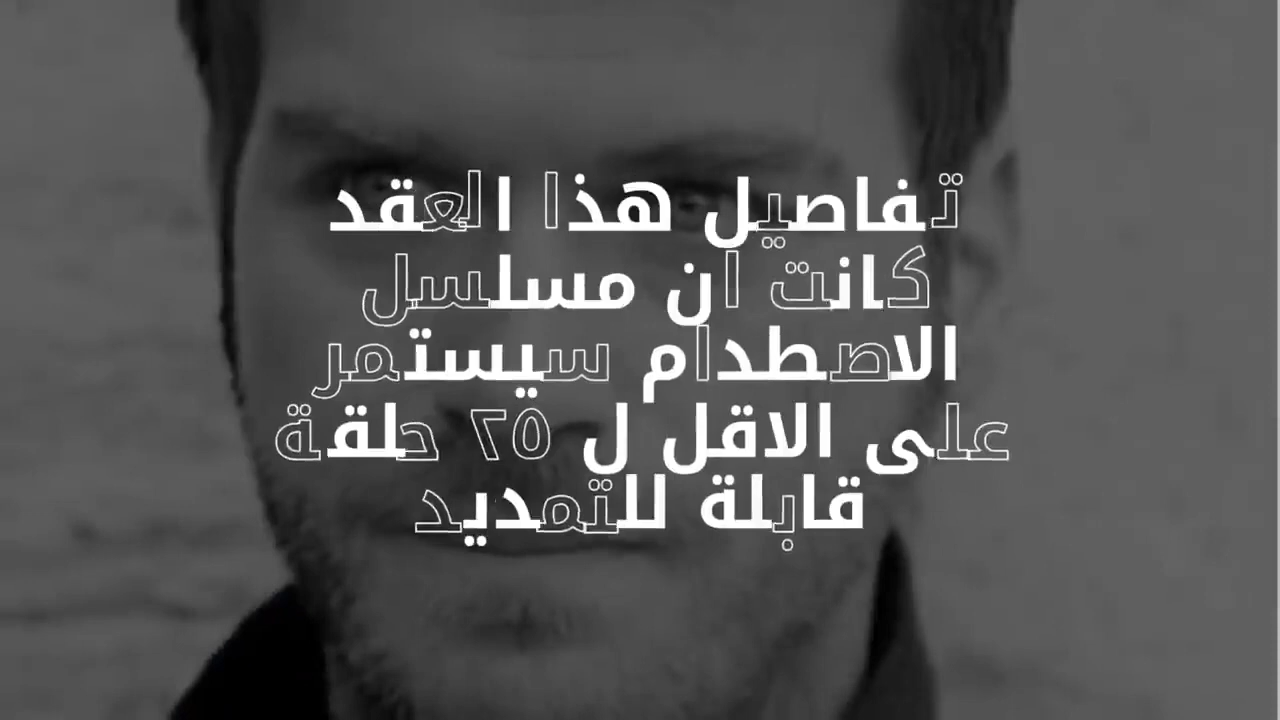 تفاصيل هذا العقد
كانت ان مسلسل
الاصطدام سيستمر
على الاقل ل ٢٥ حلقة
قابلة للتمديد